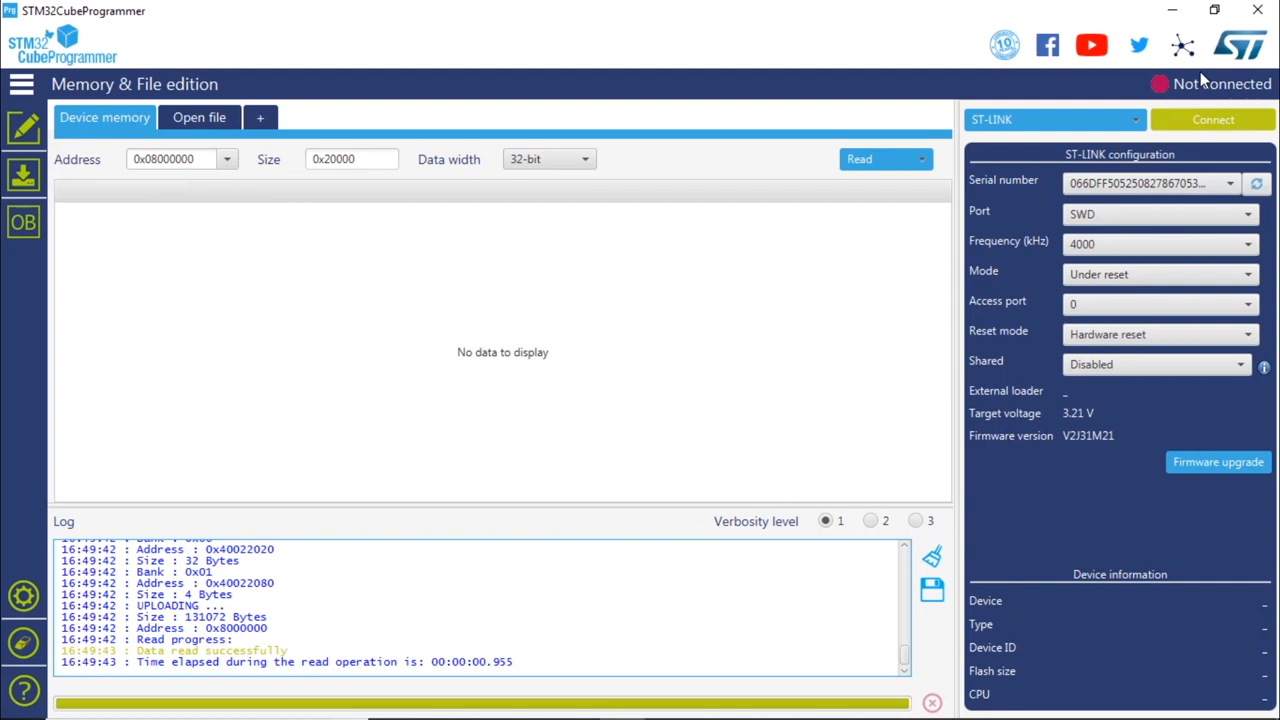 Prg STM32CubeProgrammer
STM32
CubeProgrammer
10
ST
Memory & File edition
Not connected
Device memory
Open file
+
ST-LINK
Connect
Address
0x08000000
Size
0x20000
Data width
32-bit
Read
ST-LINK configuration
Serial number
066DFF505250827867053...
Port
SWD
Frequency (kHz)
4000
Mode
Under reset
Access port
0
Reset mode
Hardware reset
Shared
Disabled
External loader
_
Target voltage
3.21 V
Firmware version
V2J31M21
Firmware upgrade
OB
No data to display
Log
Verbosity level
1
2
3
16:49:42 : Address : 0x40022020
16:49:42 : Size : 32 Bytes
16:49:42 : Bank : 0x01
16:49:42 : Address : 0x40022080
16:49:42 : Size : 4 Bytes
16:49:42 : UPLOADING ...
16:49:42 : Size : 131072 Bytes
16:49:42 : Address : 0x8000000
16:49:42 : Read progress:
16:49:43 : Data read successfully
16:49:43 : Time elapsed during the read operation is: 00:00:00.955
Device information
Device _
Type _
Device ID _
Flash size _
CPU _
?